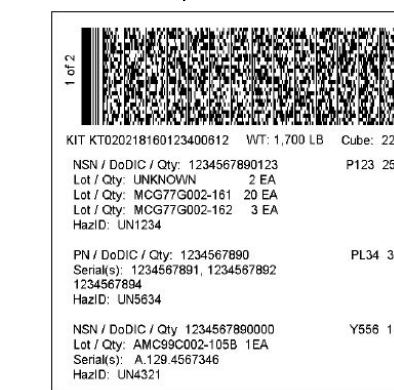 1 of 2
KIT KT020218160123400612 WT: 1,700 LB Cube: 22
NSN / DoDIC / Qty: 1234567890123 P123 25
Lot / Qty: UNKNOWN 2 EA
Lot / Qty: MCG77G002-161 20 EA
Lot / Qty: MCG77G002-162 3 EA
HazID: UN1234
PN / DoDIC / Qty: 1234567890 PL34 3
Serial(s): 1234567891, 1234567892
1234567894
HazID: UN5634
NSN / DoDIC / Qty 1234567890000 Y556 1
Lot / Qty: AMC99C002-105B 1EA
Serial(s): A.129.4567346
HazID: UN4321